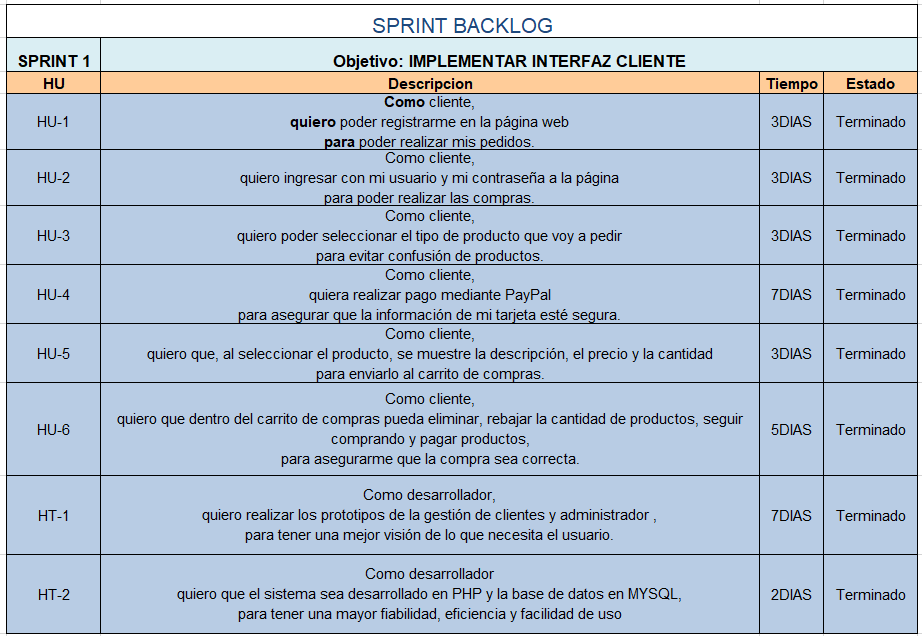 SPRINT BACKLOG
SPRINT 1 Objetivo: IMPLEMENTAR INTERFAZ CLIENTE
HU Descripcion Tiempo Estado
Como cliente,
HU-1 quiero poder registrarme en la página web 3DIAS Terminado
para poder realizar mis pedidos.
Como cliente,
HU-2 quiero ingresar con mi usuario y mi contraseña a la página 3DIAS Terminado
para poder realizar las compras.
Como cliente,
HU-3 quiero poder seleccionar el tipo de producto que voy a pedir 3DIAS Terminado
para evitar confusión de productos.
Como cliente,
HU-4 quiera realizar pago mediante PayPal 7DIAS Terminado
para asegurar que la información de mi tarjeta esté segura.
Como cliente,
HU-5 quiero que, al seleccionar el producto, se muestre la descripción, el precio y la cantidad 3DIAS Terminado
para enviarlo al carrito de compras.
Como cliente,
quiero que dentro del carrito de compras pueda eliminar, rebajar la cantidad de productos, seguir
HU-6 comprando y pagar productos, 5DIAS Terminado
para asegurarme que la compra sea correcta.
Como desarrollador,
HT-1 quiero realizar los prototipos de la gestión de clientes y administrador , 7DIAS Terminado
para tener una mejor visión de lo que necesita el usuario.
Como desarrollador
HT-2 quiero que el sistema sea desarrollado en PHP y la base de datos en MYSQL, 2DIAS Terminado
para tener una mayor fiabilidad, eficiencia y facilidad de uso